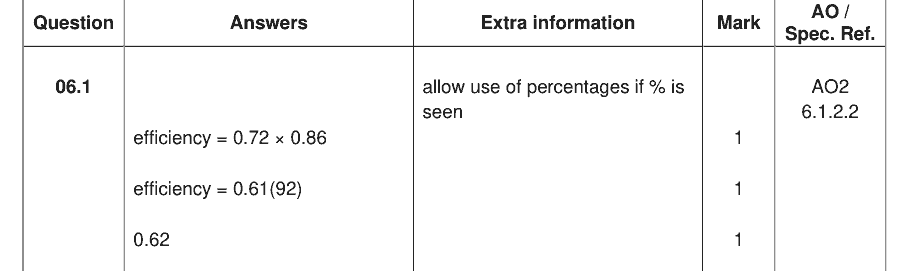 Question Answers Extra information Mark AO / Spec. Ref.
06.1 allow use of percentages if % is AO2
seen 6.1.2.2
efficiency = 0.72 × 0.86 1
efficiency = 0.61(92) 1
0.62 1